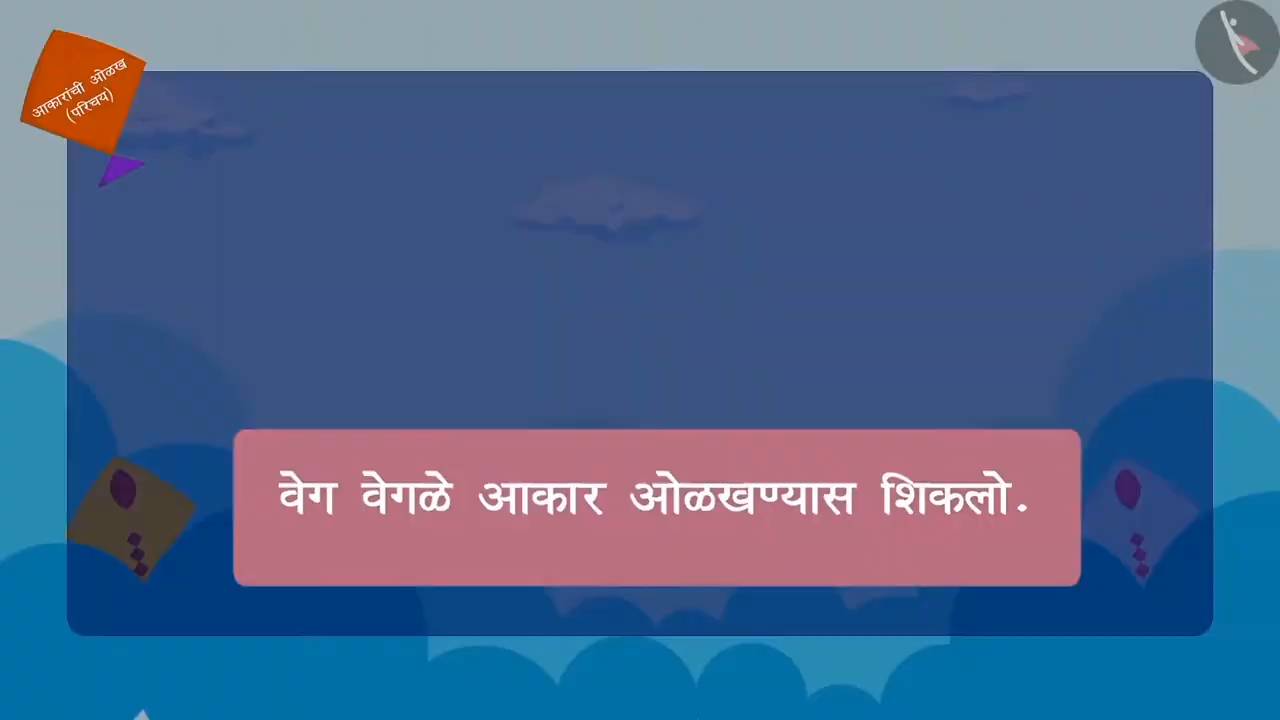 आकारांची ओळख
(परिचय)
वेग वेगळे आकार ओळखण्यास शिकलो.